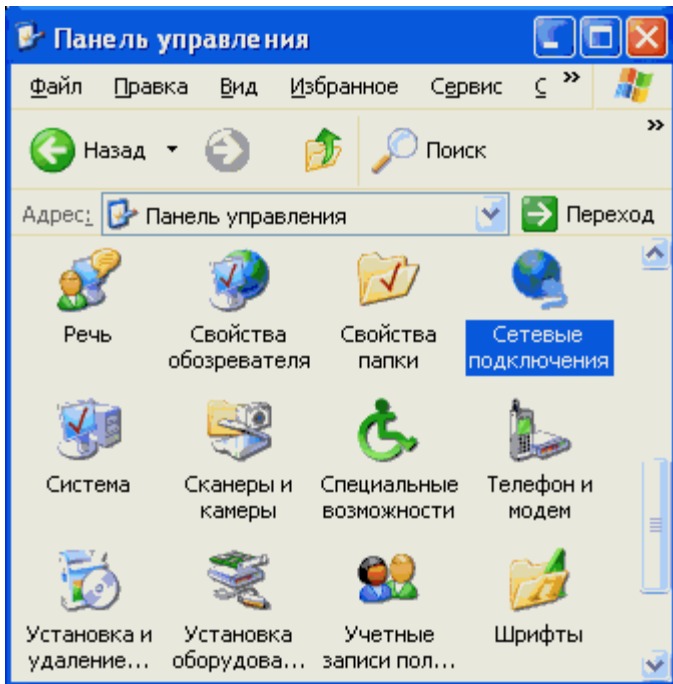 Панель управления
Файл Правка Вид Избранное Сервис С »
Назад Поиск »
Адрес: Панель управления Переход
Речь Свойства обозревателя Свойства папки Сетевые подключения
Система Сканеры и камеры Специальные возможности Телефон и модем
Установка и удаление... Установка оборудова... Учетные записи пол... Шрифты